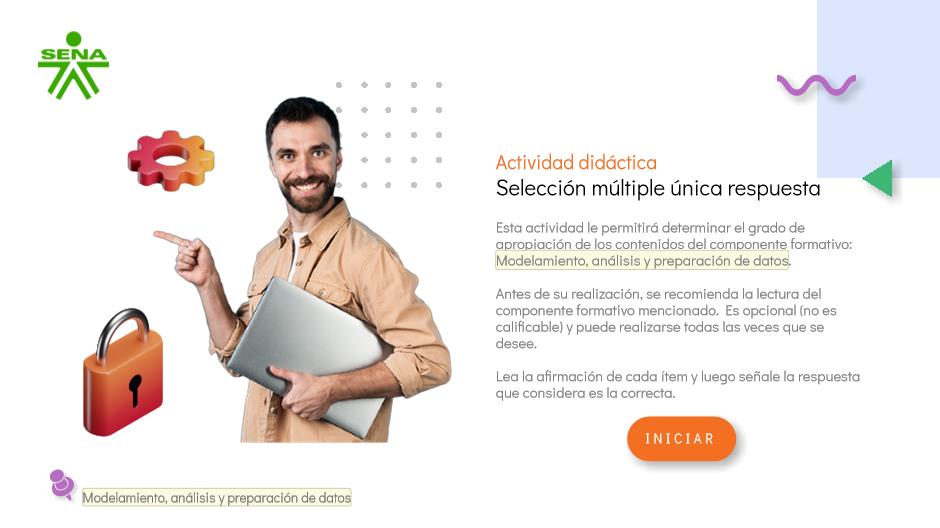 SENA
Actividad didáctica
Selección múltiple única respuesta
Esta actividad le permitirá determinar el grado de
apropiación de los contenidos del componente formativo:
Modelamiento, análisis y preparación de datos.
Antes de su realización, se recomienda la lectura del
componente formativo mencionado. Es opcional (no es
calificable) y puede realizarse todas las veces que se
desee.
Lea la afirmación de cada ítem y luego señale la respuesta
que considera es la correcta.
INICIAR
Modelamiento, análisis y preparación de datos